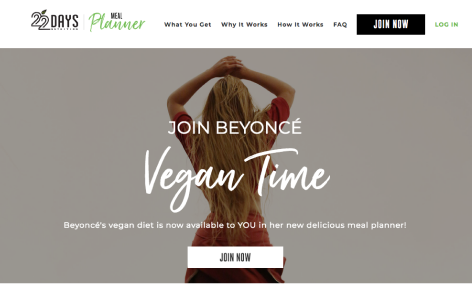 22 DAYS NUTRITION MEAL Planner
What You Get Why It Works How It Works FAQ JOIN NOW LOG IN
JOIN BEYONCÉ
Vegan Time
Beyoncé's vegan diet is now available to YOU in her new delicious meal planner!
JOIN NOW